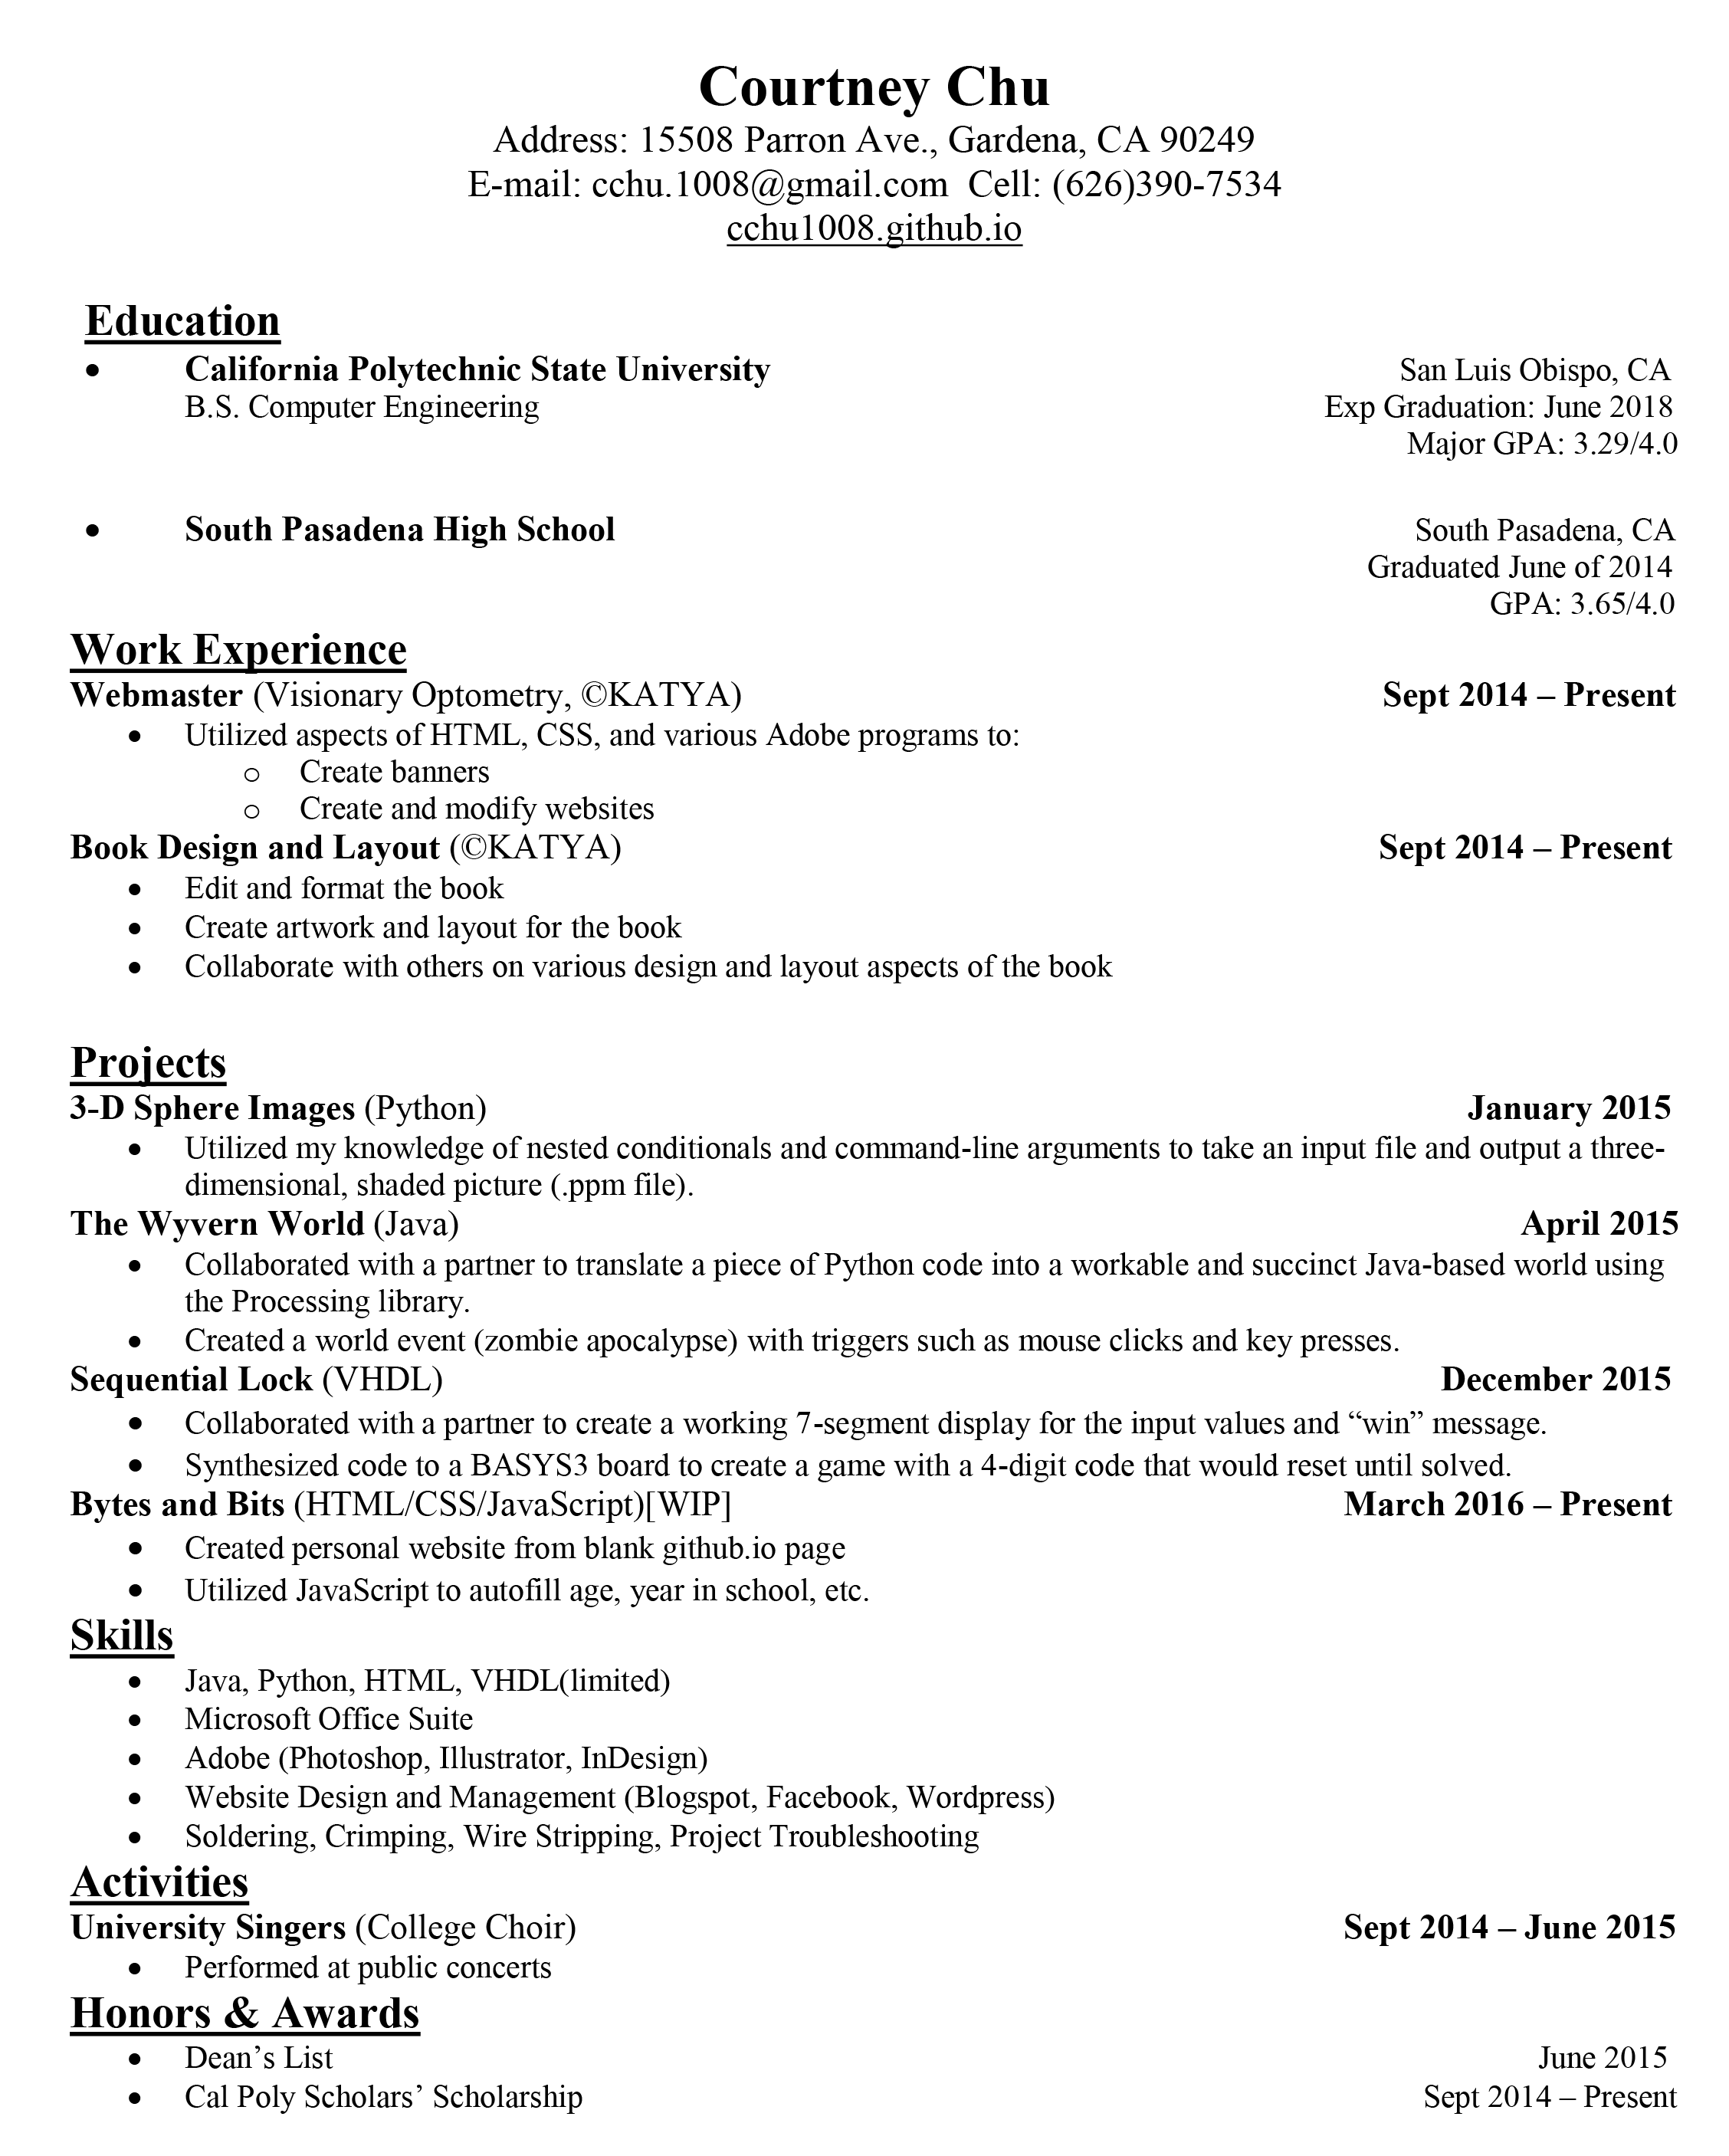 Courtney Chu
Address: 15508 Parron Ave., Gardena, CA 90249
E-mail: cchu.1008@gmail.com Cell: (626)390-7534
cchu1008.github.io
Education
• California Polytechnic State University San Luis Obispo, CA
B.S. Computer Engineering Exp Graduation: June 2018
Major GPA: 3.29/4.0
• South Pasadena High School South Pasadena, CA
Graduated June of 2014
GPA: 3.65/4.0
Work Experience
Webmaster (Visionary Optometry, ©KATYA) Sept 2014 – Present
• Utilized aspects of HTML, CSS, and various Adobe programs to:
o Create banners
o Create and modify websites
Book Design and Layout (©KATYA) Sept 2014 – Present
• Edit and format the book
• Create artwork and layout for the book
• Collaborate with others on various design and layout aspects of the book
Projects
3-D Sphere Images (Python) January 2015
• Utilized my knowledge of nested conditionals and command-line arguments to take an input file and output a three-
dimensional, shaded picture (.ppm file).
The Wyvern World (Java) April 2015
• Collaborated with a partner to translate a piece of Python code into a workable and succinct Java-based world using
the Processing library.
• Created a world event (zombie apocalypse) with triggers such as mouse clicks and key presses.
Sequential Lock (VHDL) December 2015
• Collaborated with a partner to create a working 7-segment display for the input values and “win” message.
• Synthesized code to a BASYS3 board to create a game with a 4-digit code that would reset until solved.
Bytes and Bits (HTML/CSS/JavaScript)[WIP] March 2016 – Present
• Created personal website from blank github.io page
• Utilized JavaScript to autofill age, year in school, etc.
Skills
• Java, Python, HTML, VHDL(limited)
• Microsoft Office Suite
• Adobe (Photoshop, Illustrator, InDesign)
• Website Design and Management (Blogspot, Facebook, Wordpress)
• Soldering, Crimping, Wire Stripping, Project Troubleshooting
Activities
University Singers (College Choir) Sept 2014 – June 2015
• Performed at public concerts
Honors & Awards
• Dean’s List June 2015
• Cal Poly Scholars’ Scholarship Sept 2014 – Present